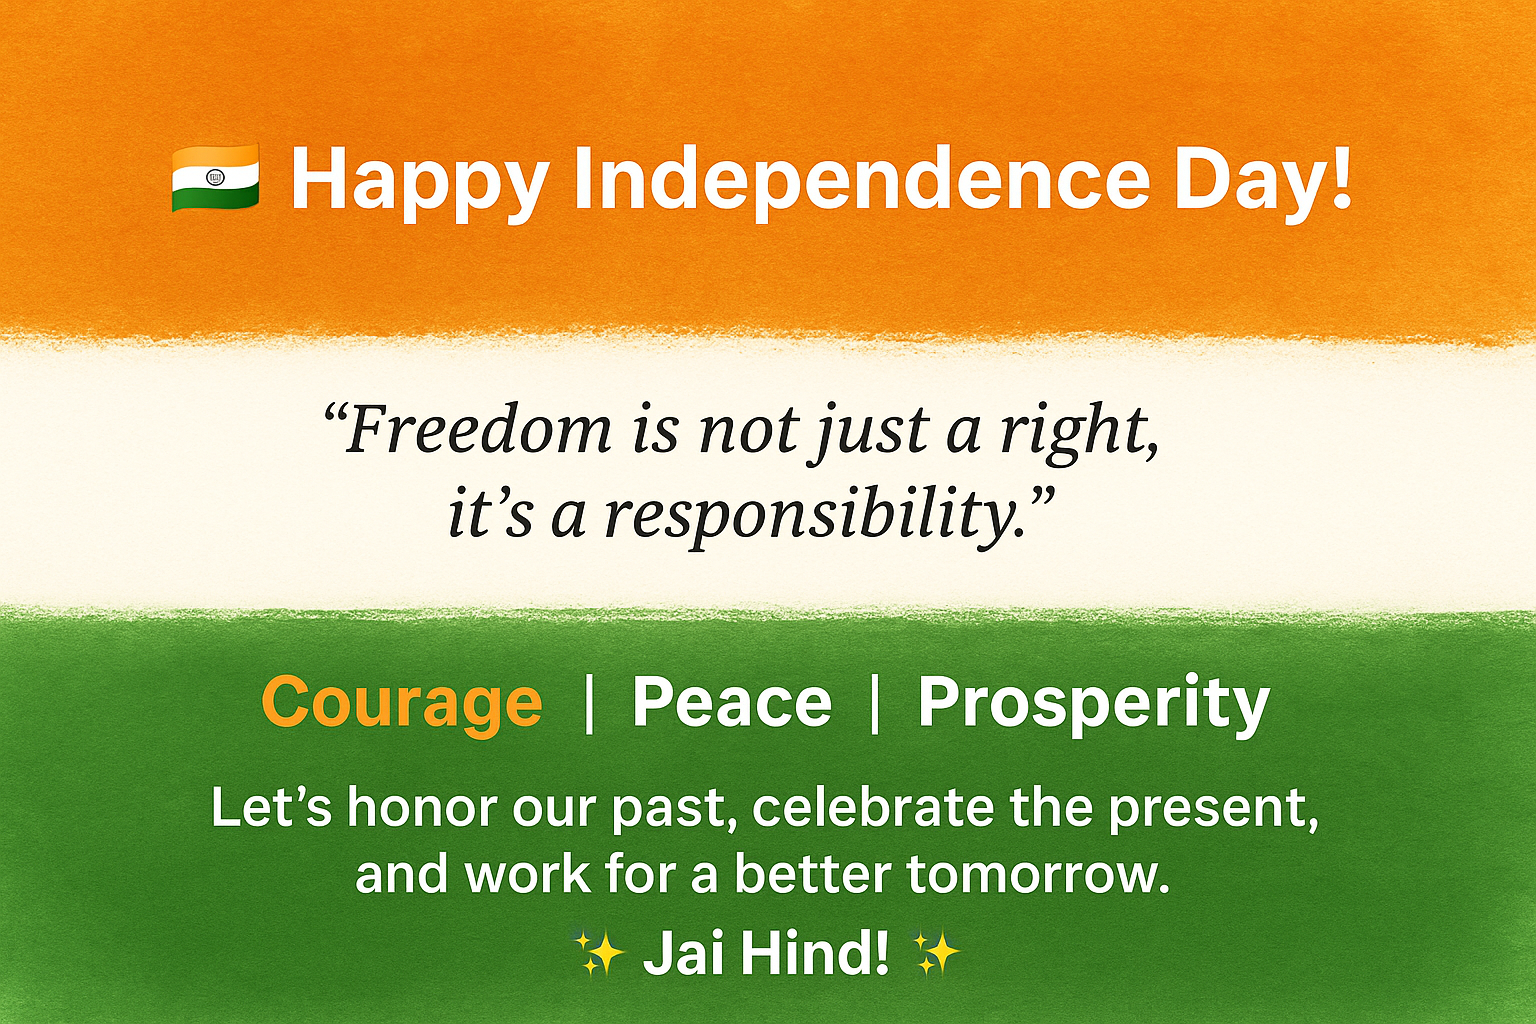 🇮🇳 Happy Independence Day!
“Freedom is not just a right,
it’s a responsibility.”
Courage | Peace | Prosperity
Let’s honor our past, celebrate the present,
and work for a better tomorrow.
✨ Jai Hind! ✨